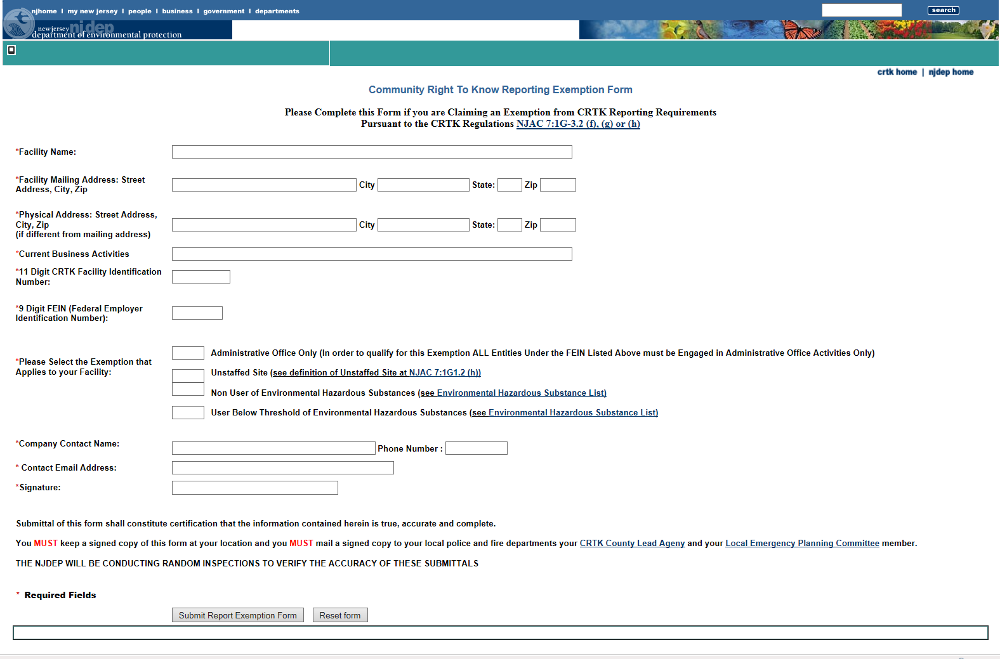 njhome | my new jersey | people | business | government | departments
search
newjersey njdep
department of environmental protection
crtk home | njdep home
Community Right To Know Reporting Exemption Form
Please Complete this Form if you are Claiming an Exemption from CRTK Reporting Requirements
Pursuant to the CRTK Regulations NJAC 7:1G-3.2 (f), (g) or (h)
*Facility Name:
*Facility Mailing Address: Street
Address, City, Zip
City State: Zip
*Physical Address: Street Address,
City, Zip
(if different from mailing address)
City State: Zip
*Current Business Activities
*11 Digit CRTK Facility Identification
Number:
*9 Digit FEIN (Federal Employer
Identification Number):
*Please Select the Exemption that
Applies to your Facility:
Administrative Office Only (In order to qualify for this Exemption ALL Entities Under the FEIN Listed Above must be Engaged in Administrative Office Activities Only)
Unstaffed Site (see definition of Unstaffed Site at NJAC 7:1G1.2 (h))
Non User of Environmental Hazardous Substances (see Environmental Hazardous Substance List)
User Below Threshold of Environmental Hazardous Substances (see Environmental Hazardous Substance List)
*Company Contact Name:
Phone Number :
* Contact Email Address:
*Signature:
Submittal of this form shall constitute certification that the information contained herein is true, accurate and complete.
You MUST keep a signed copy of this form at your location and you MUST mail a signed copy to your local police and fire departments your CRTK County Lead Ageny and your Local Emergency Planning Committee member.
THE NJDEP WILL BE CONDUCTING RANDOM INSPECTIONS TO VERIFY THE ACCURACY OF THESE SUBMITTALS
* Required Fields
Submit Report Exemption Form Reset form